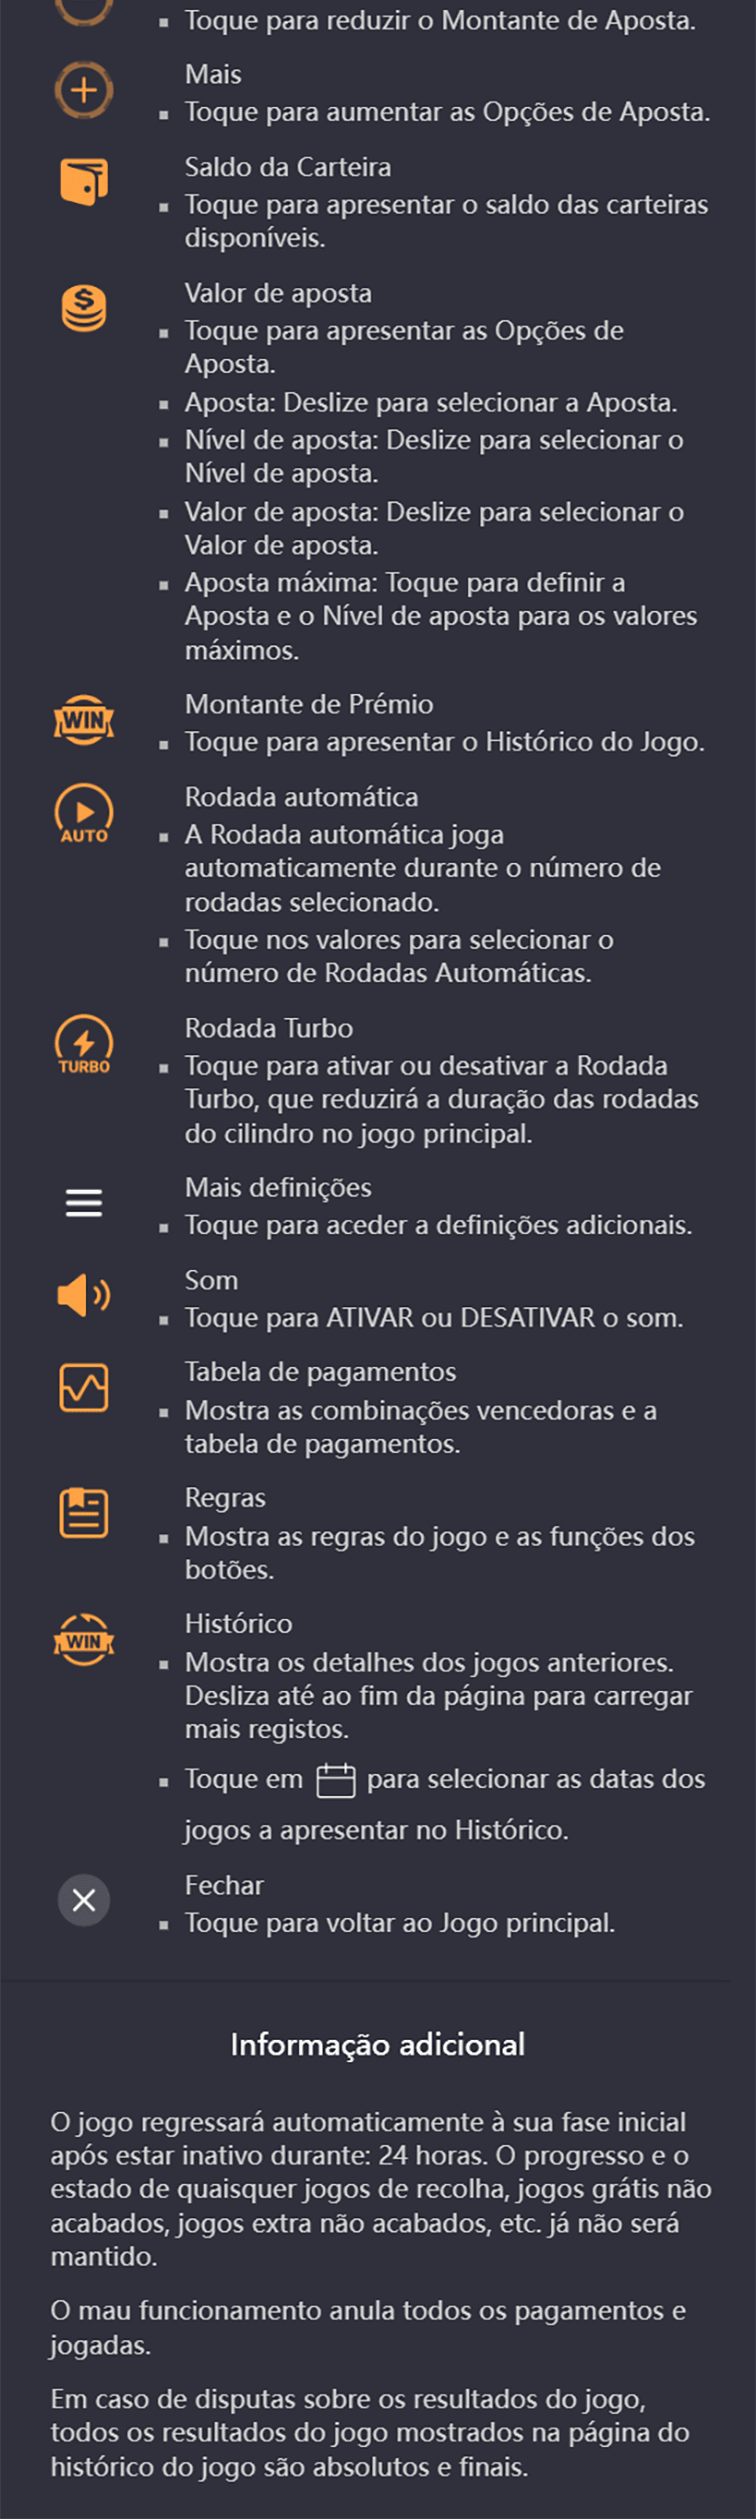 Toque para reduzir o Montante de Aposta.
Mais
Toque para aumentar as Opções de Aposta.
Saldo da Carteira
Toque para apresentar o saldo das carteiras
disponíveis.
Valor de aposta
Toque para apresentar as Opções de
Aposta.
Aposta: Deslize para selecionar a Aposta.
Nível de aposta: Deslize para selecionar o
Nível de aposta.
Valor de aposta: Deslize para selecionar o
Valor de aposta.
Aposta máxima: Toque para definir a
Aposta e o Nível de aposta para os valores
máximos.
WIN
Montante de Prémio
Toque para apresentar o Histórico do Jogo.
AUTO
Rodada automática
A Rodada automática joga
automaticamente durante o número de
rodadas selecionado.
Toque nos valores para selecionar o
número de Rodadas Automáticas.
TURBO
Rodada Turbo
Toque para ativar ou desativar a Rodada
Turbo, que reduzirá a duração das rodadas
do cilindro no jogo principal.
Mais definições
Toque para aceder a definições adicionais.
Som
Toque para ATIVAR ou DESATIVAR o som.
Tabela de pagamentos
Mostra as combinações vencedoras e a
tabela de pagamentos.
Regras
Mostra as regras do jogo e as funções dos
botões.
WIN
Histórico
Mostra os detalhes dos jogos anteriores.
Desliza até ao fim da página para carregar
mais registos.
Toque em para selecionar as datas dos
jogos a apresentar no Histórico.
Fechar
Toque para voltar ao Jogo principal.
Informação adicional
O jogo regressará automaticamente à sua fase inicial
após estar inativo durante: 24 horas. O progresso e o
estado de quaisquer jogos de recolha, jogos grátis não
acabados, jogos extra não acabados, etc. já não será
mantido.
O mau funcionamento anula todos os pagamentos e
jogadas.
Em caso de disputas sobre os resultados do jogo,
todos os resultados do jogo mostrados na página do
histórico do jogo são absolutos e finais.